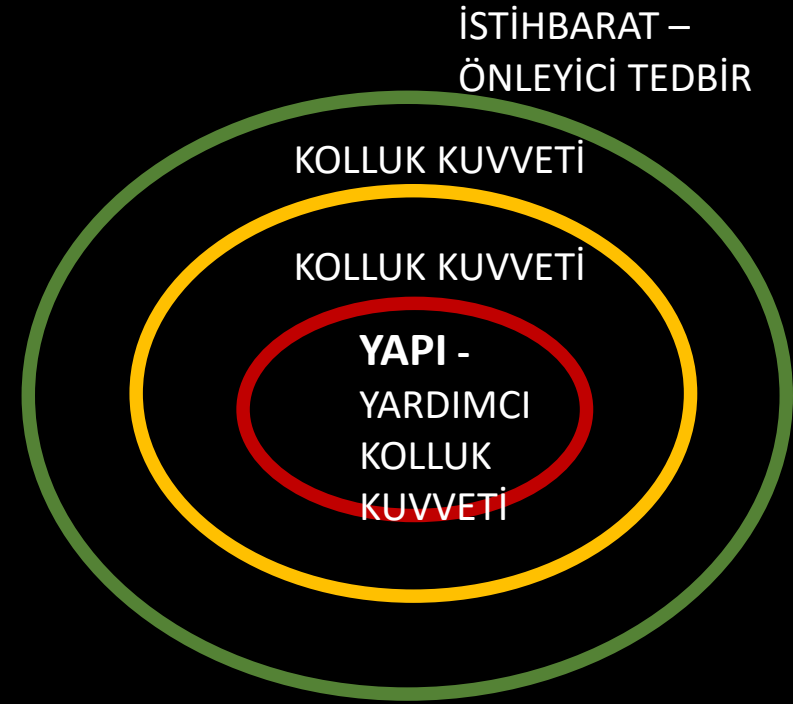 İSTİHBARAT –
ÖNLEYİCİ TEDBİR
KOLLUK KUVVETİ
KOLLUK KUVVETİ
YAPI -
YARDIMCI
KOLLUK
KUVVETİ